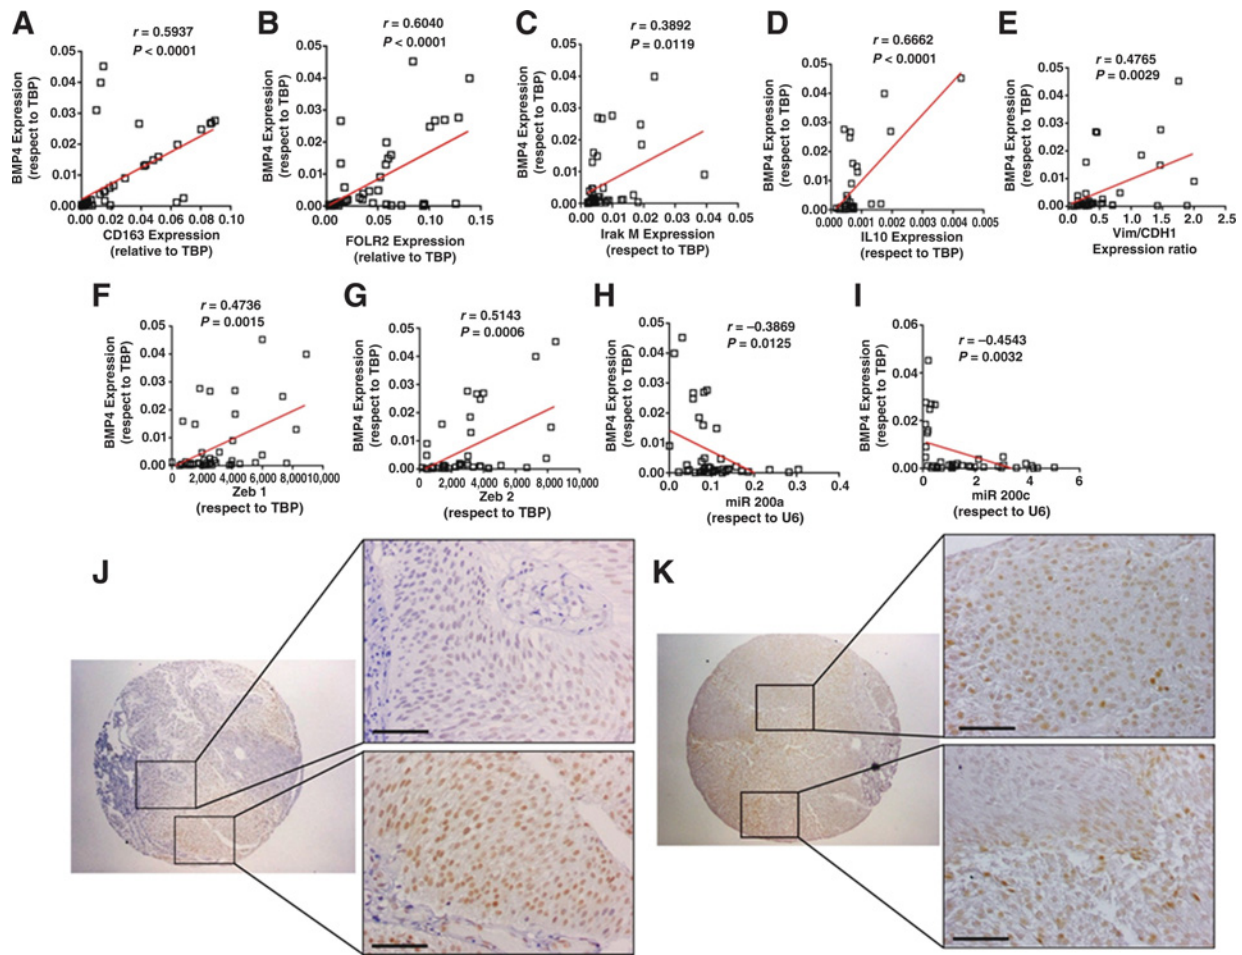 A
r = 0.5937
P < 0.0001
BMP4 Expression
(respect to TBP)
0.05
0.04
0.03
0.02
0.01
0.00
0.00 0.02 0.04 0.06 0.08 0.10
CD163 Expression
(relative to TBP)
B
r = 0.6040
P < 0.0001
BMP4 Expression
(respect to TBP)
0.05
0.04
0.03
0.02
0.01
0.00
0.00 0.05 0.10 0.15
FOLR2 Expression
(relative to TBP)
C
r = 0.3892
P = 0.0119
BMP4 Expression
(respect to TBP)
0.05
0.04
0.03
0.02
0.01
0.00
0.00 0.01 0.02 0.03 0.04 0.05
Irak M Expression
(respect to TBP)
D
r = 0.6662
P < 0.0001
BMP4 Expression
(respect to TBP)
0.05
0.04
0.03
0.02
0.01
0.00
0.000 0.001 0.002 0.003 0.004 0.005
IL10 Expression
(respect to TBP)
E
r = 0.4765
P = 0.0029
BMP4 Expression
(respect to TBP)
0.05
0.04
0.03
0.02
0.01
0.00
0.0 0.5 1.0 1.5 2.0 2.5
Vim/CDH1
Expression ratio
F
r = 0.4736
P = 0.0015
BMP4 Expression
(respect to TBP)
0.05
0.04
0.03
0.02
0.01
0.00
0 2,000 4,000 6,000 8,000 10,000
Zeb 1
(respect to TBP)
G
r = 0.5143
P = 0.0006
BMP4 Expression
(respect to TBP)
0.05
0.04
0.03
0.02
0.01
0.00
0 2,000 4,000 6,000 8,000 10,000
Zeb 2
(respect to TBP)
H
r = –0.3869
P = 0.0125
BMP4 Expression
(respect to TBP)
0.05
0.04
0.03
0.02
0.01
0.00
0.0 0.1 0.2 0.3 0.4
miR 200a
(respect to U6)
I
r = –0.4543
P = 0.0032
BMP4 Expression
(respect to TBP)
0.06
0.04
0.02
0.00
0 2 4 6
miR 200c
(respect to U6)
J
K